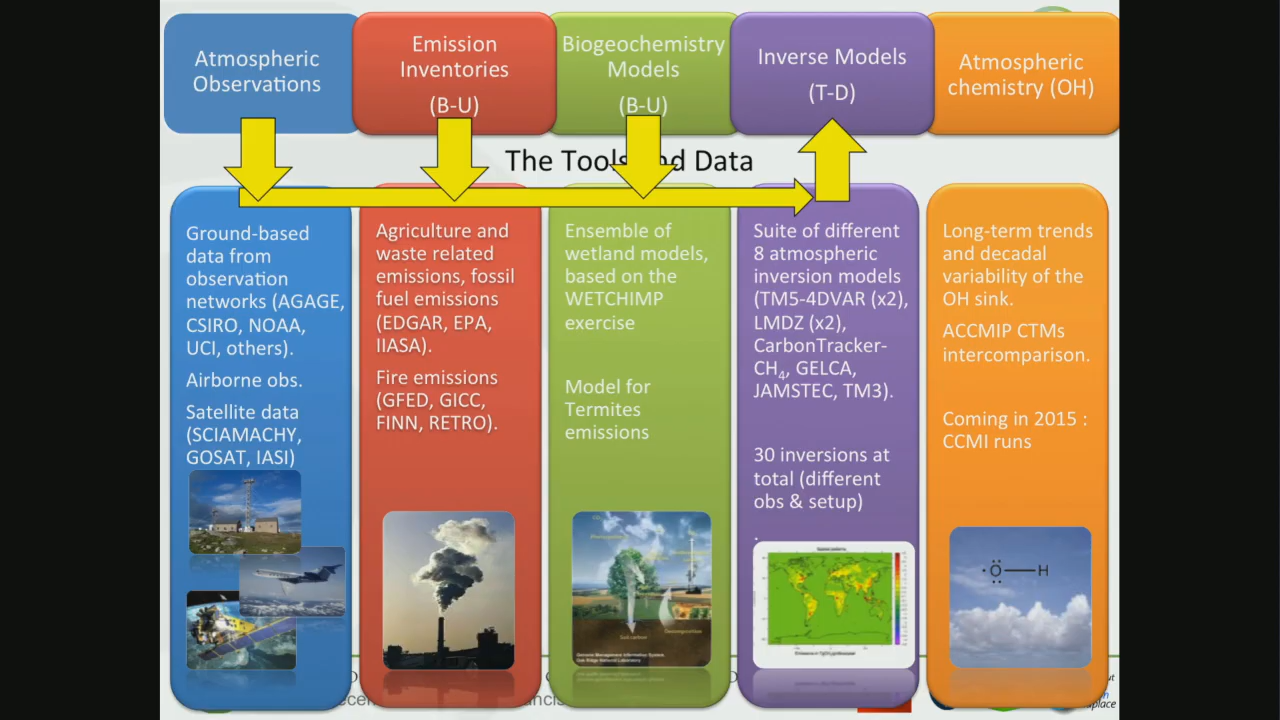 Atmospheric
Observations
Emission
Inventories
(B-U)
Biogeochemistry
Models
(B-U)
Inverse Models
(T-D)
Atmospheric
chemistry (OH)
The Tools and Data
Ground-based
data from
observation
networks (AGAGE,
CSIRO, NOAA,
UCI, others).
Airborne obs.
Satellite data
(SCIAMACHY,
GOSAT, IASI)
Agriculture and
waste related
emissions, fossil
fuel emissions
(EDGAR, EPA,
IIASA).
Fire emissions
(GFED, GICC,
FINN, RETRO).
Ensemble of
wetland models,
based on the
WETCHIMP
exercise
Model for
Termites
emissions
Suite of different
8 atmospheric
inversion models
(TM5-4DVAR (x2),
LMDZ (x2),
CarbonTracker-
CH₄, GELCA,
JAMSTEC, TM3).
30 inversions at
total (different
obs & setup)
.
Long-term trends
and decadal
variability of the
OH sink.
ACCMIP CTMs
intercomparison.
Coming in 2015 :
CCMI runs
Soil carbon
O—H